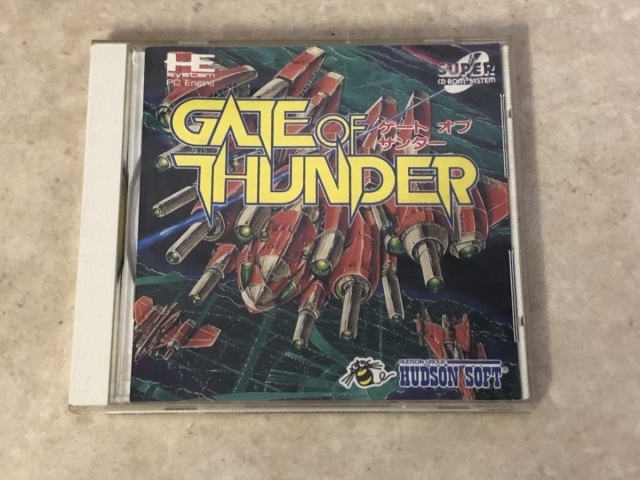 HE
System
PC Engine
SUPER
CD-ROM² SYSTEM
GATE OF
THUNDER
ゲート オブ
サンダー
HUDSON GROUP
HUDSON SOFT®